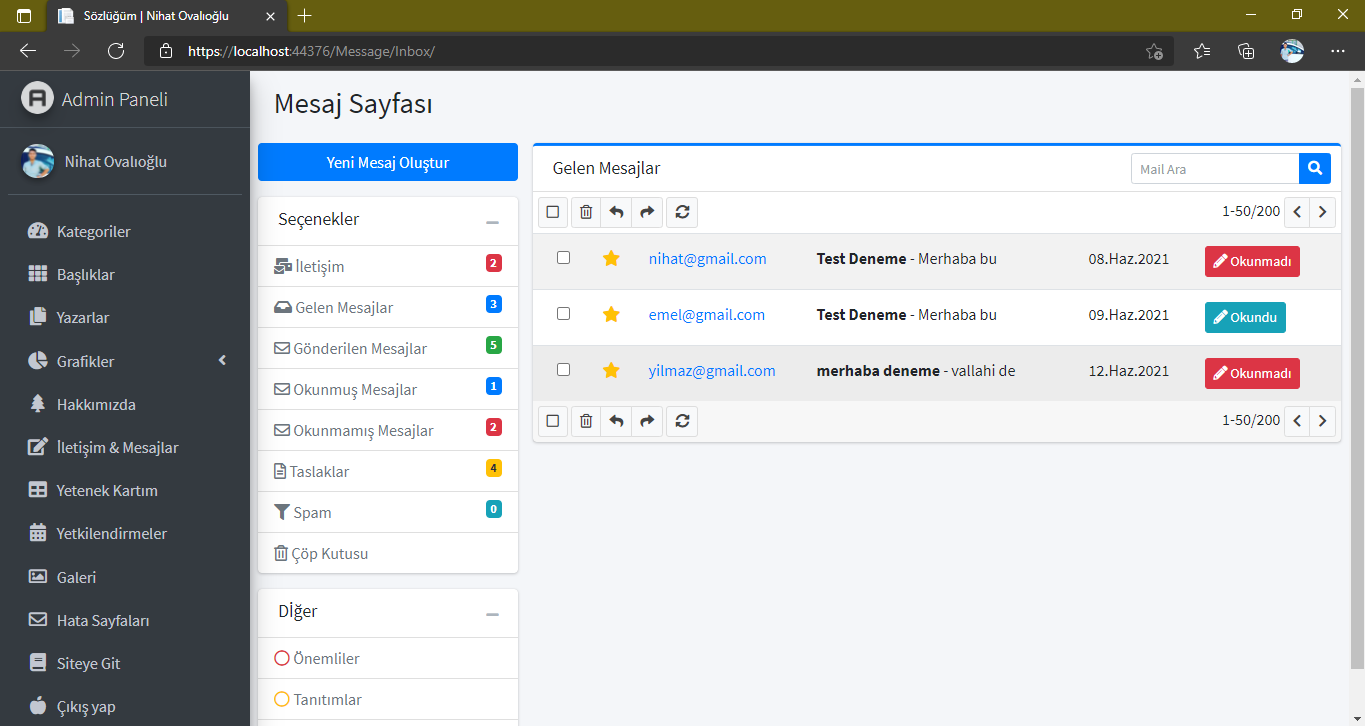 Sözlüğüm | Nihat Ovalıoğlu
https://localhost:44376/Message/Inbox/
Admin Paneli
Nihat Ovalıoğlu
Kategoriler
Başlıklar
Yazarlar
Grafikler
Hakkımızda
İletişim & Mesajlar
Yetenek Kartım
Yetkilendirmeler
Galeri
Hata Sayfaları
Siteye Git
Çıkış yap
Mesaj Sayfası
Yeni Mesaj Oluştur
Seçenekler
İletişim 2
Gelen Mesajlar 3
Gönderilen Mesajlar 5
Okunmuş Mesajlar 1
Okunmamış Mesajlar 2
Taslaklar 4
Spam 0
Çöp Kutusu
Dİğer
Önemliler
Tanıtımlar
Gelen Mesajlar Mail Ara
1-50/200
nihat@gmail.com Test Deneme - Merhaba bu 08.Haz.2021 Okunmadı
emel@gmail.com Test Deneme - Merhaba bu 09.Haz.2021 Okundu
yilmaz@gmail.com merhaba deneme - vallahi de 12.Haz.2021 Okunmadı
1-50/200